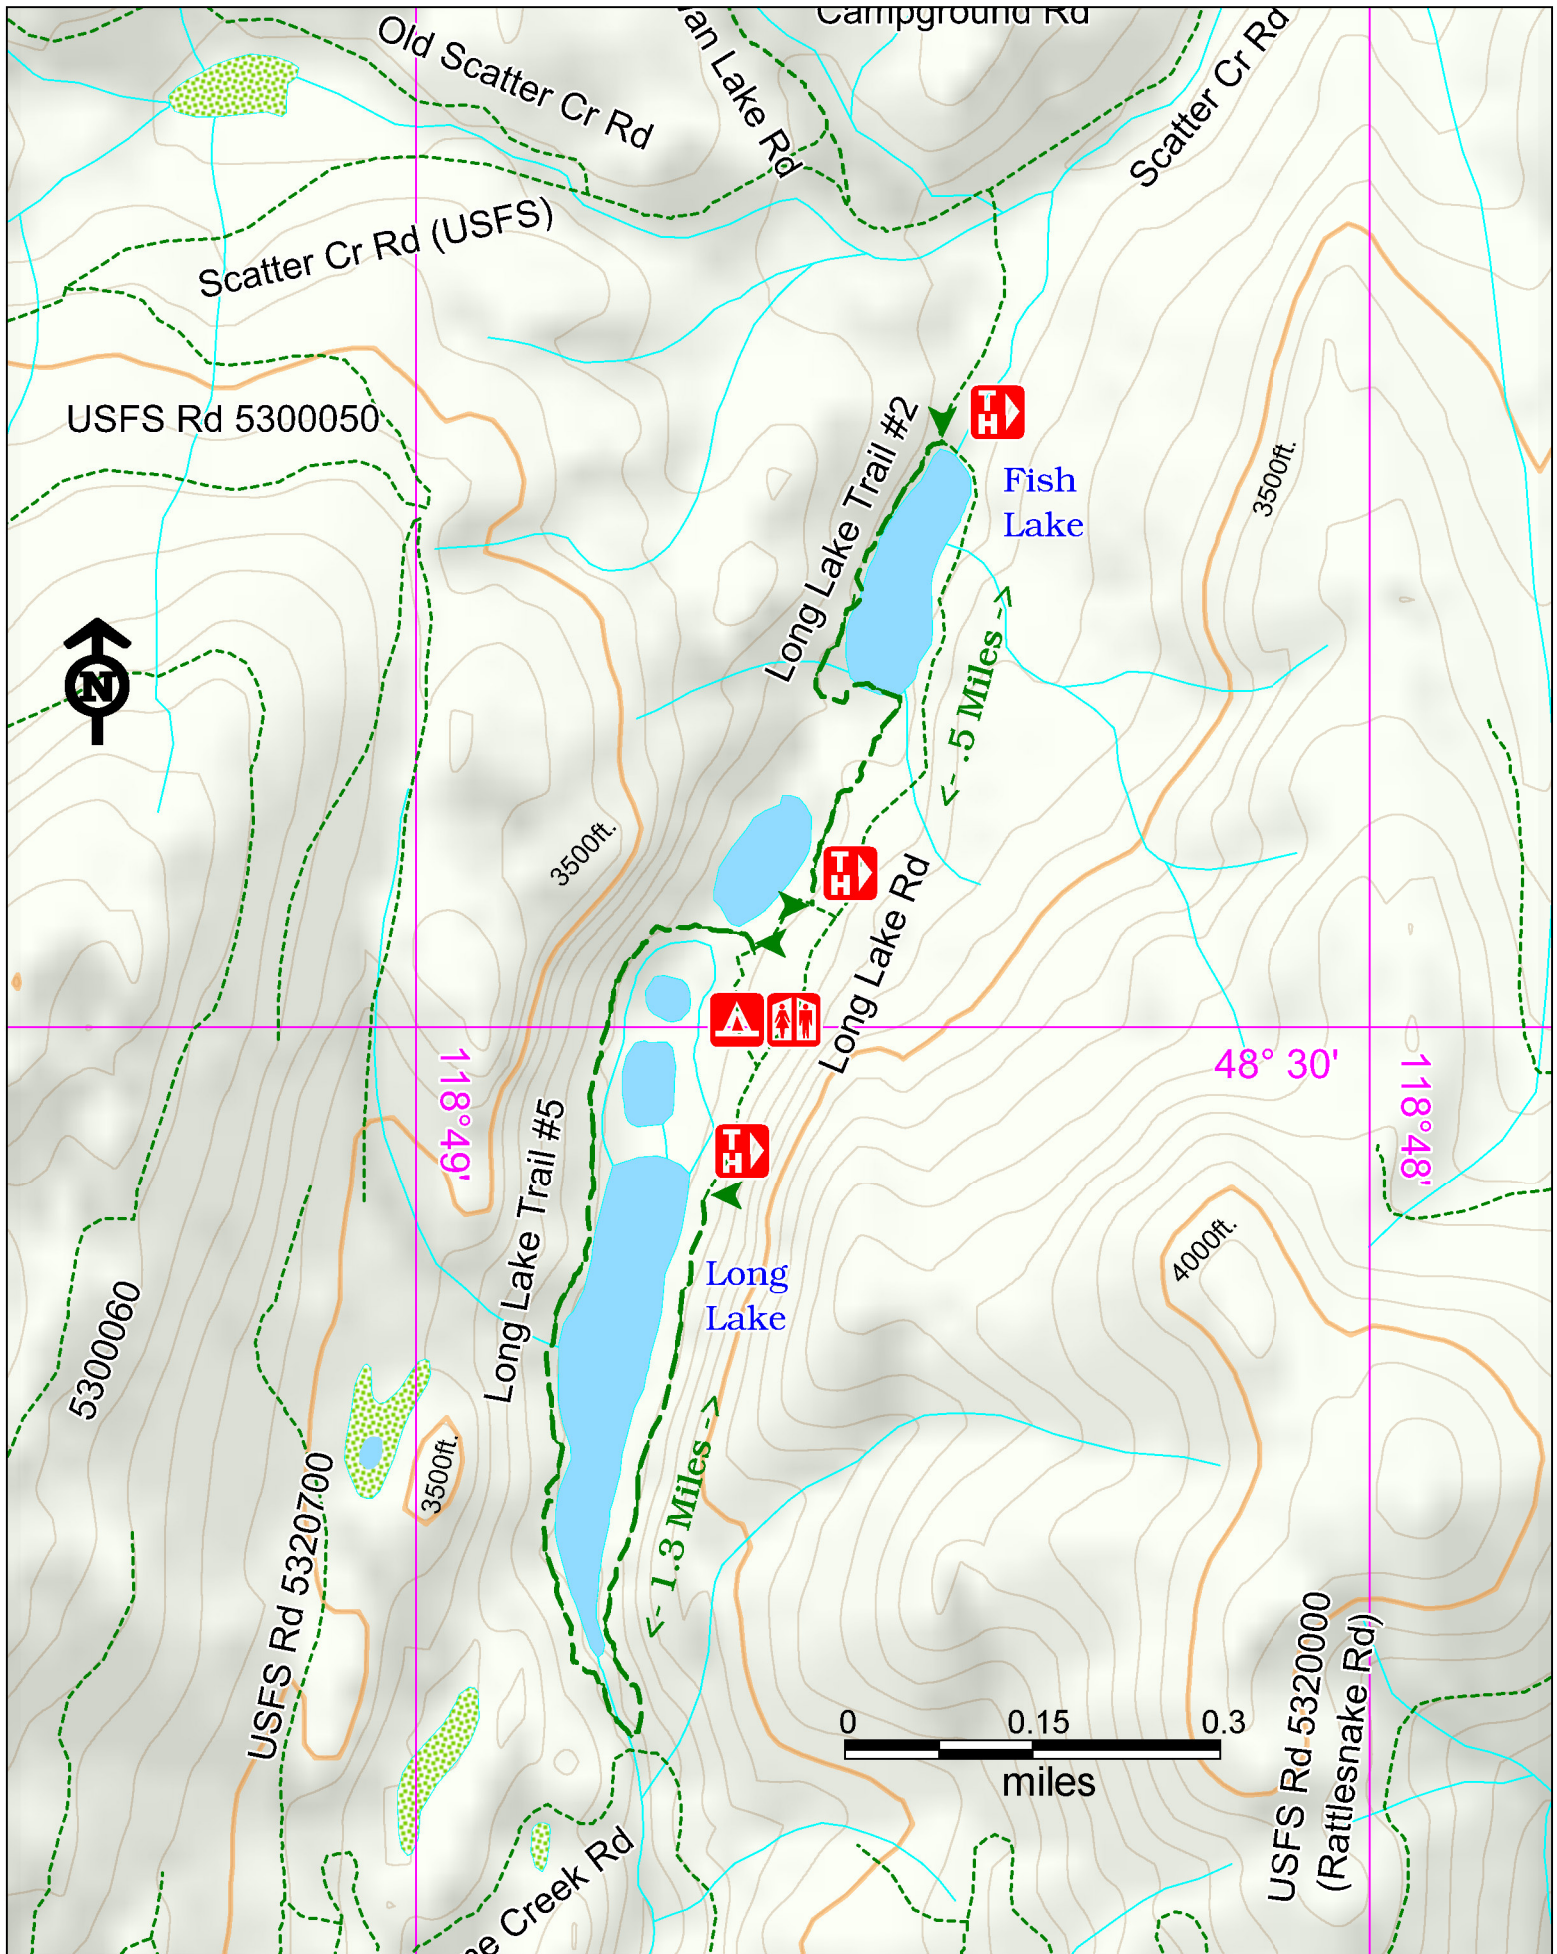 Campground Rd
Old Scatter Cr Rd
Lake Rd
Scatter Cr Rd
Scatter Cr Rd (USFS)
USFS Rd 5300050
Long Lake Trail #2
T
H
Fish
Lake
3500ft.
N
<- .5 Miles ->
3500ft.
T
H
Long Lake Rd
48° 30'
118°49'
118°48'
Long Lake Trail #5
T
H
4000ft.
Long
Lake
5300060
3500ft.
<- 1.3 Miles ->
USFS Rd 5320700
USFS Rd 5320000
(Rattlesnake Rd)
0 0.15 0.3
miles
Creek Rd